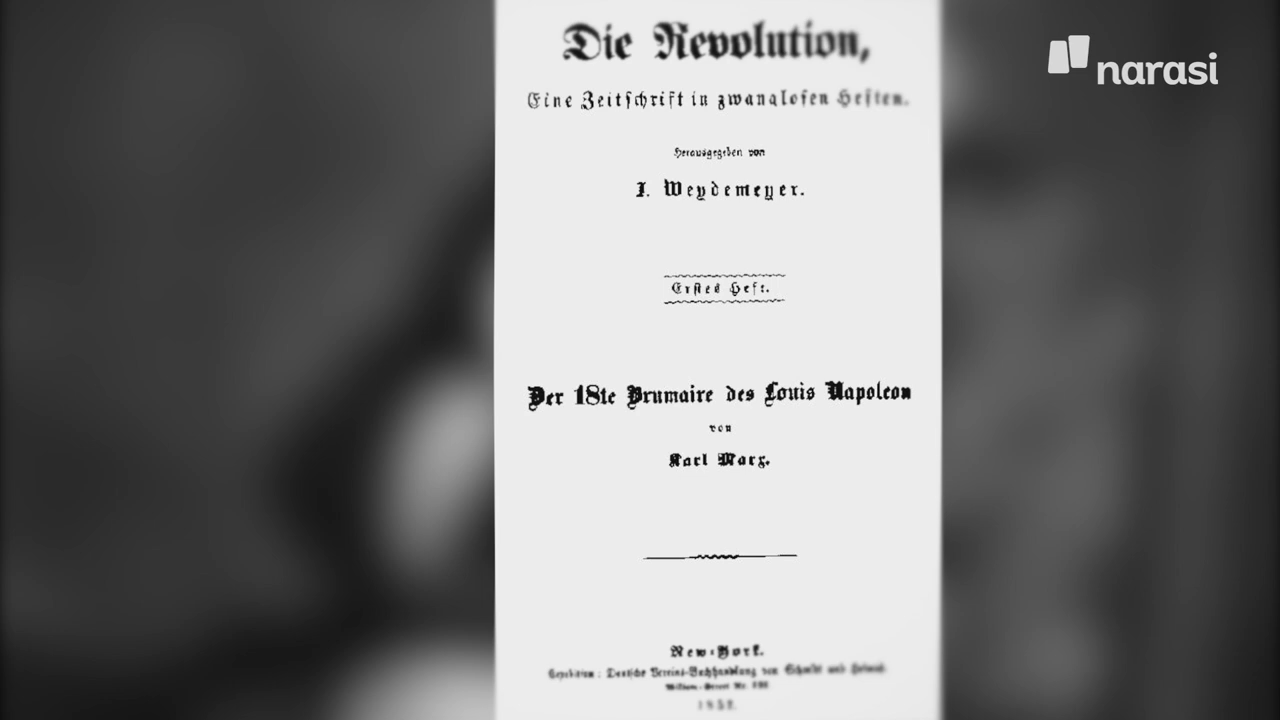 Die Revolution,
narasi
Eine Zeitschrift in zwanglosen Heften.
Herausgegeben von
J. Weydemeyer.
Erstes Heft.
Der 18te Brumaire des Louis Napoleon
von
Karl Marx.
New-York.
Expedition: Deutsche Vereins-Buchhandlung von Schmidt und Helmich.
William-Street Nr.
1852.